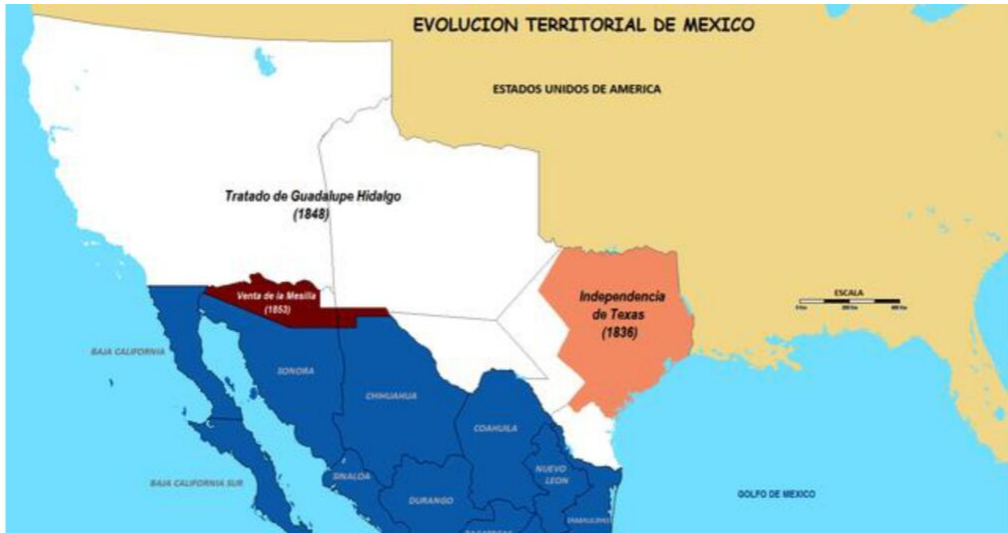 EVOLUCION TERRITORIAL DE MEXICO
ESTADOS UNIDOS DE AMERICA
Tratado de Guadalupe Hidalgo
(1848)
Venta de la Mesilla
(1853)
Independencia
de Texas
(1836)
ESCALA
BAJA CALIFORNIA
SONORA
CHIHUAHUA
COAHUILA
BAJA CALIFORNIA SUR
SINALOA
DURANGO
NUEVO
LEON
GOLFO DE MEXICO